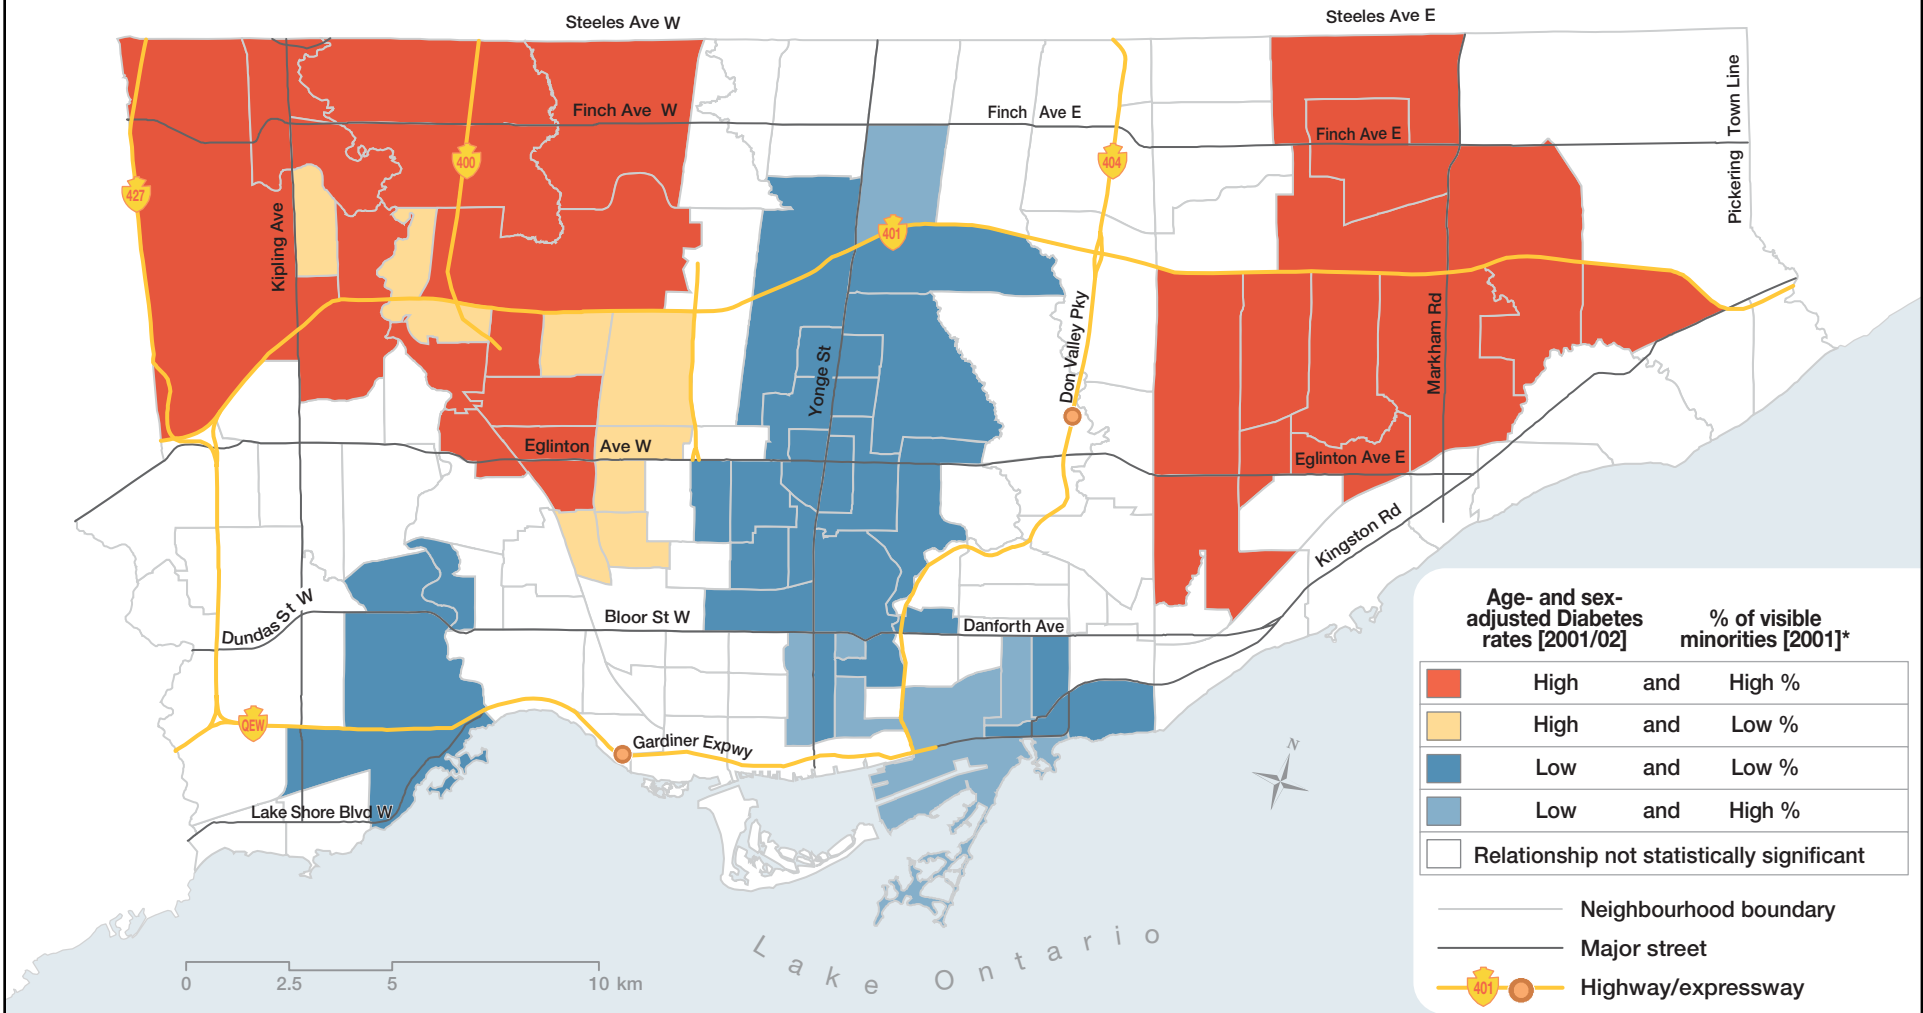 Steeles Ave W
Steeles Ave E
Finch Ave W
Finch Ave E
Finch Ave E
Pickering Town Line
427
400
404
401
Kipling Ave
Yonge St
Don Valley Pky
Markham Rd
Eglinton Ave W
Eglinton Ave E
Kingston Rd
Dundas St W
Bloor St W
Danforth Ave
QEW
Gardiner Expwy
Lake Shore Blvd W
N
Lake Ontario
0 2.5 5 10 km
Age- and sex-
adjusted Diabetes
rates [2001/02]
% of visible
minorities [2001]*
High and High %
High and Low %
Low and Low %
Low and High %
Relationship not statistically significant
Neighbourhood boundary
Major street
401 Highway/expressway